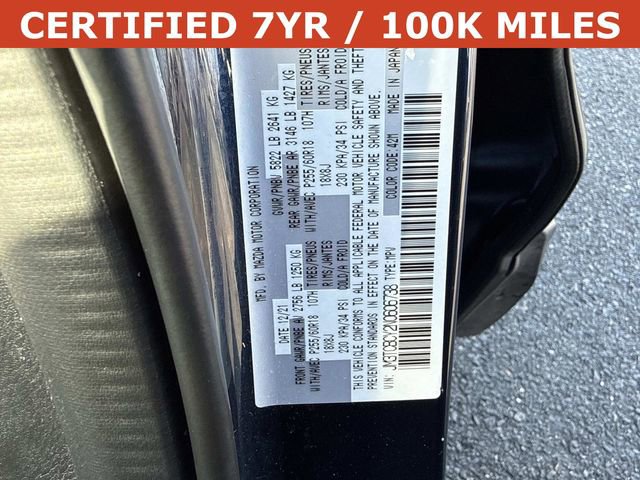 CERTIFIED 7YR / 100K MILES
MFD. BY MAZDA MOTOR CORPORATION
DATE 12/21 GVWR/PNBV 5822 LB 2641 KG
FRONT GAWR/PNBE AV 2756 LB 1250 KG REAR GAWR/PNBE AR 3146 LB 1427 KG
WITH/AVEC P255/60R18 107H TIRES/PNEUS WITH/AVEC P255/60R18 107H TIRES/PNEUS
18X8J RIMS/JANTES 18X8J RIMS/JANTES
230 KPA/34 PSI COLD/A FROID 230 KPA/34 PSI COLD/A FROID
THIS VEHICLE CONFORMS TO ALL APPLICABLE FEDERAL MOTOR VEHICLE SAFETY AND THEFT
PREVENTION STANDARDS IN EFFECT ON THE DATE OF MANUFACTURE SHOWN ABOVE.
VIN: TYPE:MPV COLOR CODE:42M MADE IN JAPAN